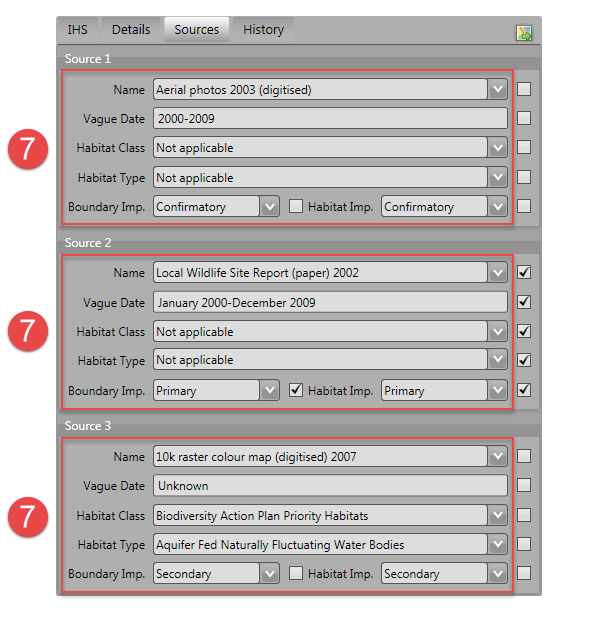 IHS Details Sources History
Source 1
Name Aerial photos 2003 (digitised)
Vague Date 2000-2009
7 Habitat Class Not applicable
Habitat Type Not applicable
Boundary Imp. Confirmatory Habitat Imp. Confirmatory
Source 2
Name Local Wildlife Site Report (paper) 2002
Vague Date January 2000-December 2009
7 Habitat Class Not applicable
Habitat Type Not applicable
Boundary Imp. Primary Habitat Imp. Primary
Source 3
Name 10k raster colour map (digitised) 2007
Vague Date Unknown
7 Habitat Class Biodiversity Action Plan Priority Habitats
Habitat Type Aquifer Fed Naturally Fluctuating Water Bodies
Boundary Imp. Secondary Habitat Imp. Secondary